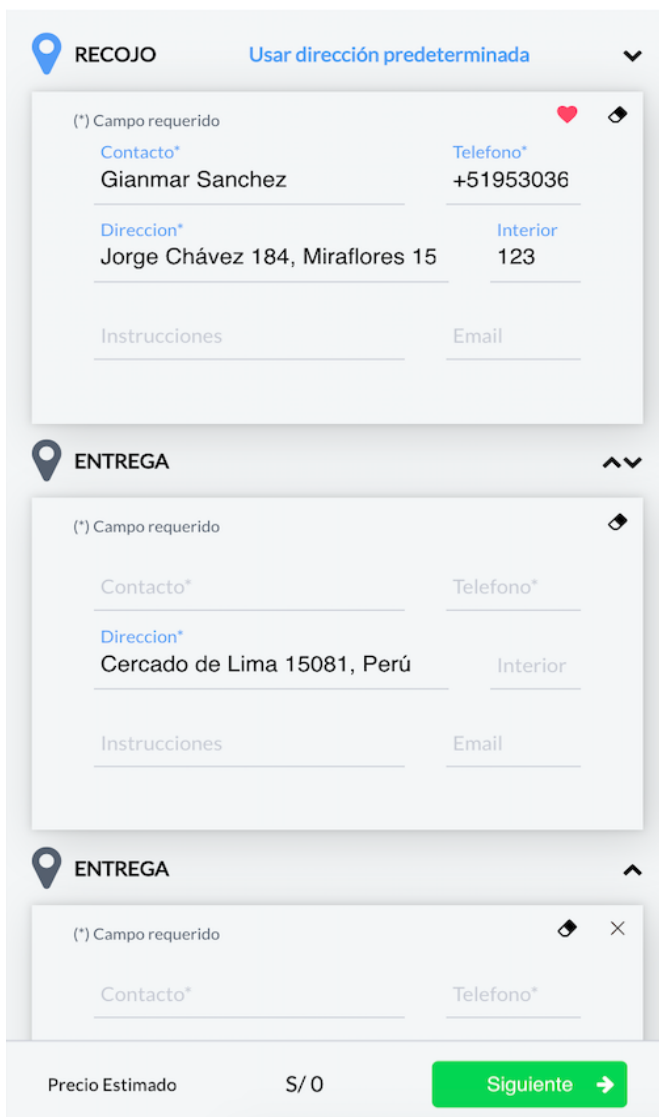 RECOJO Usar dirección predeterminada
(*) Campo requerido
Contacto* Telefono*
Gianmar Sanchez +51953036
Direccion* Interior
Jorge Chávez 184, Miraflores 15 123
Instrucciones Email
ENTREGA
(*) Campo requerido
Contacto* Telefono*
Direccion*
Cercado de Lima 15081, Perú Interior
Instrucciones Email
ENTREGA
(*) Campo requerido
Contacto* Telefono*
Precio Estimado S/ 0 Siguiente